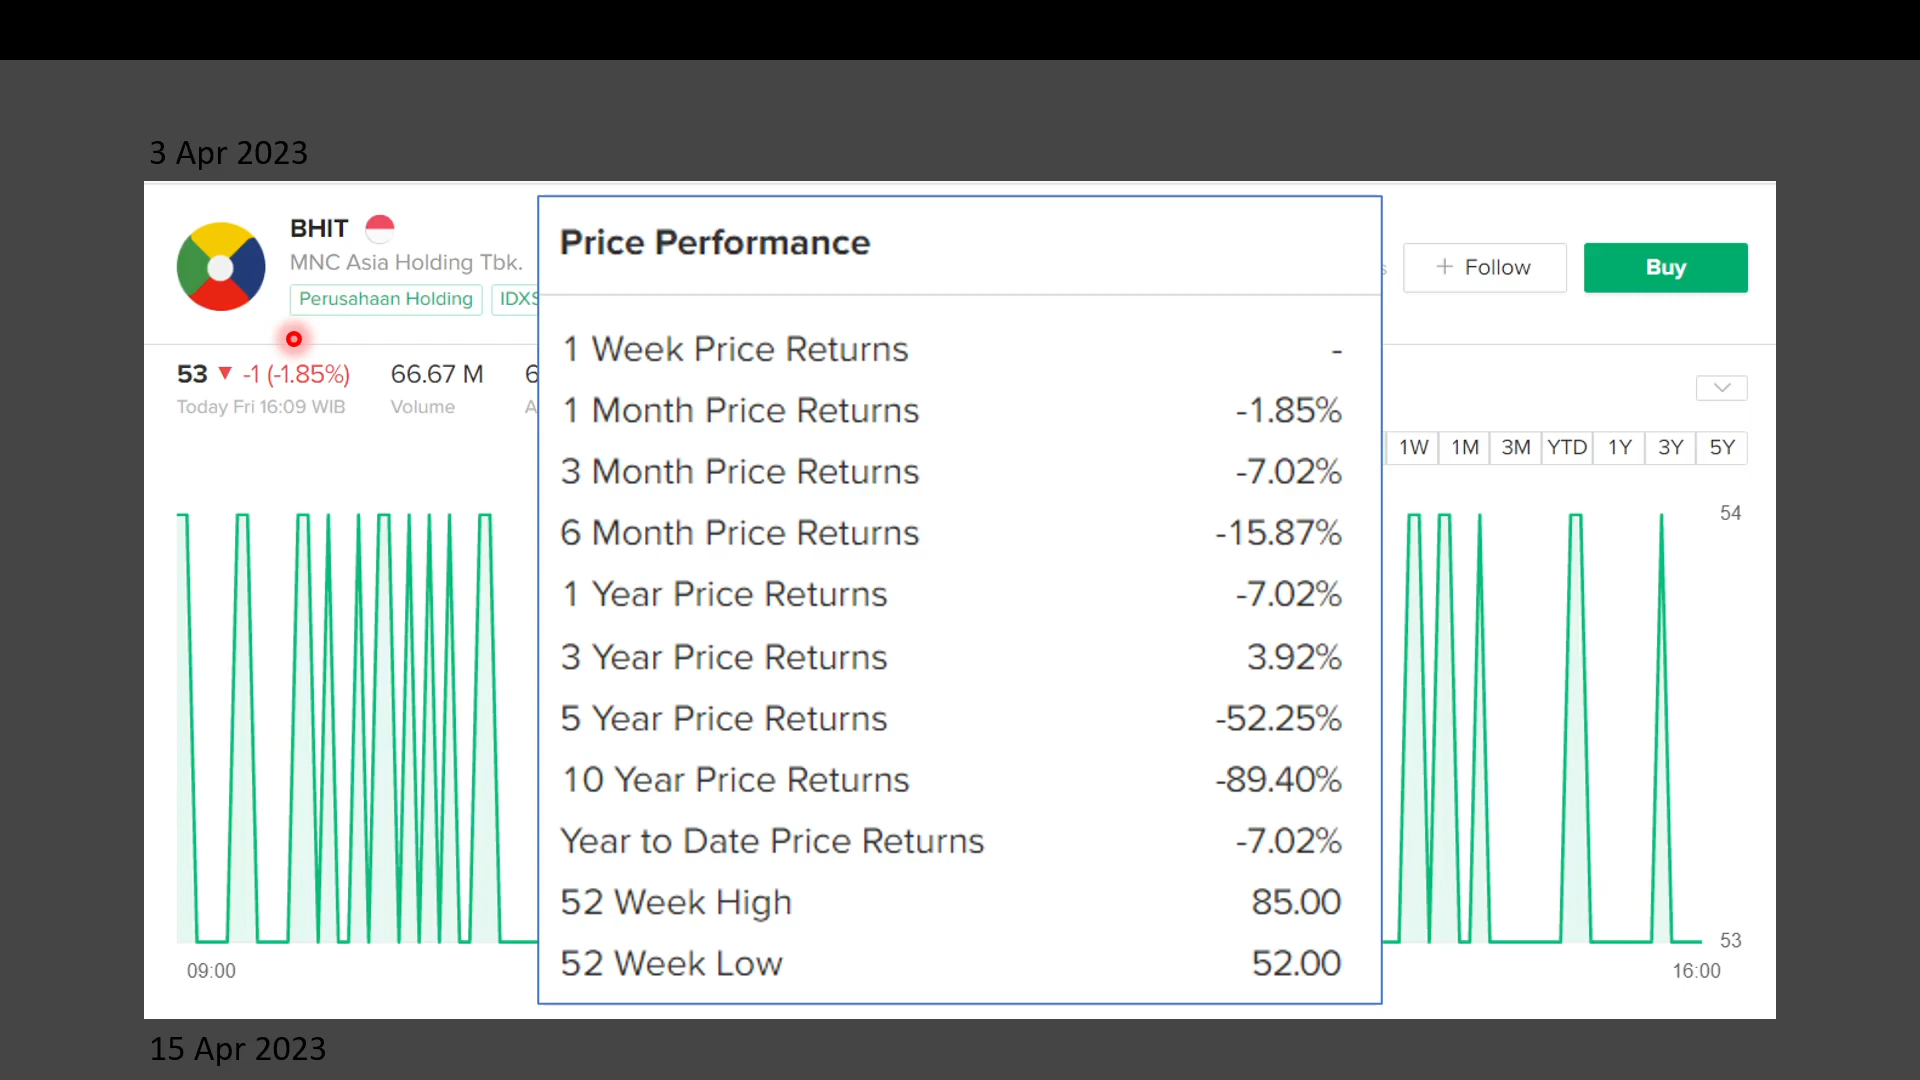 3 Apr 2023
BHIT
MNC Asia Holding Tbk.
Perusahaan Holding
53 ▼ -1 (-1.85%)
Today Fri 16:09 WIB
66.67 M
Volume
Price Performance
1 Week Price Returns -
1 Month Price Returns -1.85%
3 Month Price Returns -7.02%
6 Month Price Returns -15.87%
1 Year Price Returns -7.02%
3 Year Price Returns 3.92%
5 Year Price Returns -52.25%
10 Year Price Returns -89.40%
Year to Date Price Returns -7.02%
52 Week High 85.00
52 Week Low 52.00
+ Follow
Buy
1W 1M 3M YTD 1Y 3Y 5Y
54
53
09:00
16:00
15 Apr 2023